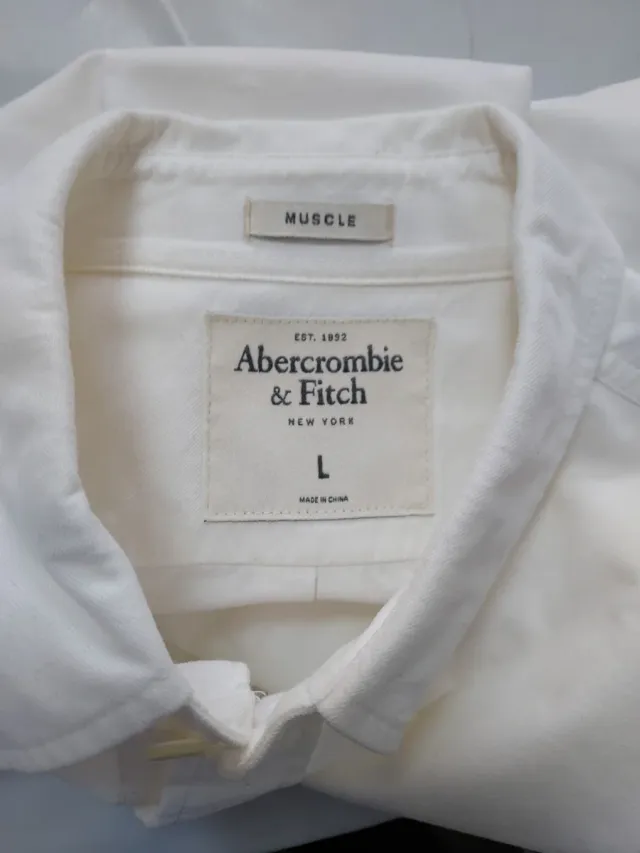 MUSCLE
EST. 1892
Abercrombie
& Fitch
NEW YORK
L
MADE IN CHINA